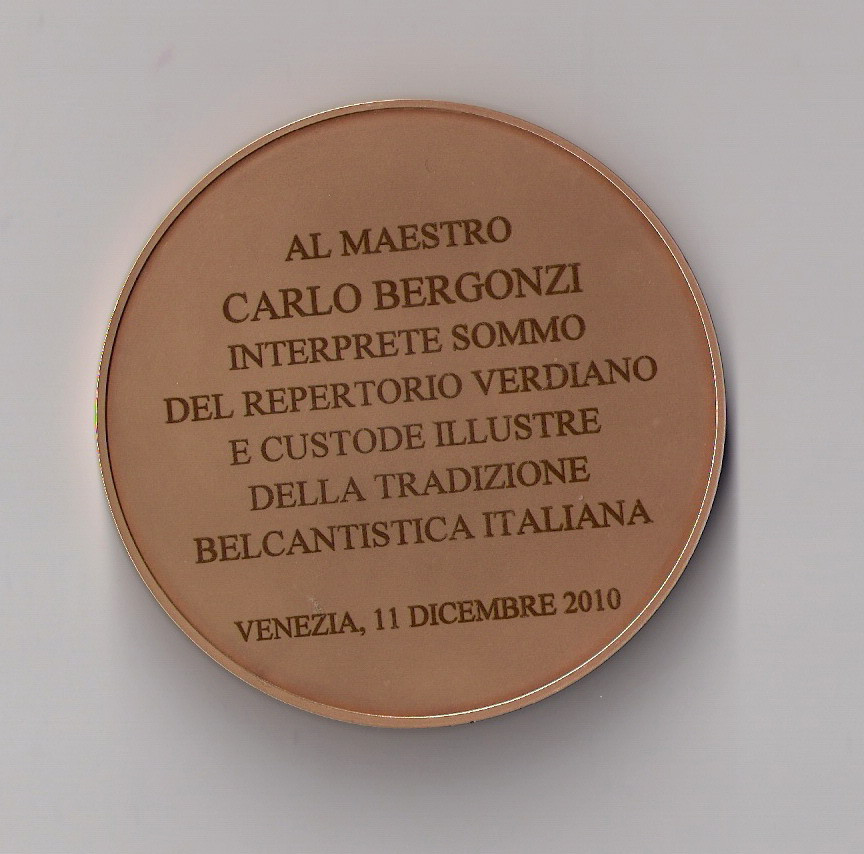 AL MAESTRO
CARLO BERGONZI
INTERPRETE SOMMO
DEL REPERTORIO VERDIANO
E CUSTODE ILLUSTRE
DELLA TRADIZIONE
BELCANTISTICA ITALIANA
VENEZIA, 11 DICEMBRE 2010